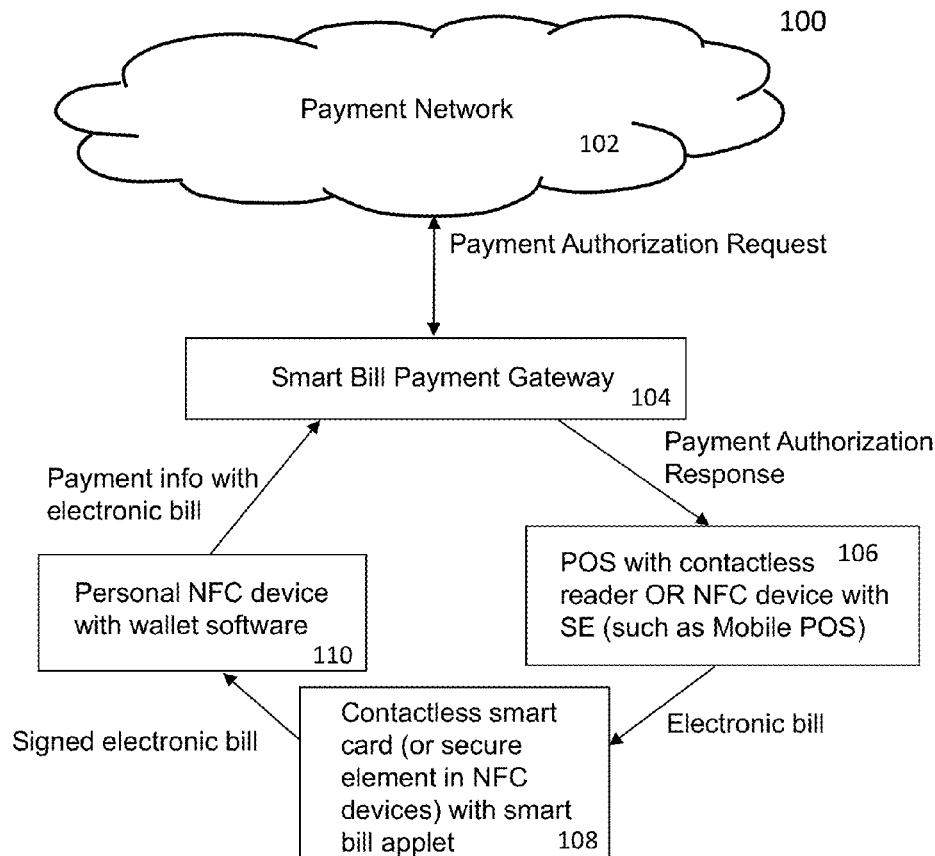 100
Payment Network
102
Payment Authorization Request
Smart Bill Payment Gateway
104
Payment Authorization
Response
Payment info with
electronic bill
POS with contactless 106
reader OR NFC device with
SE (such as Mobile POS)
Personal NFC device
with wallet software
110
Signed electronic bill
Contactless smart
card (or secure
element in NFC
devices) with smart
bill applet
108
Electronic bill